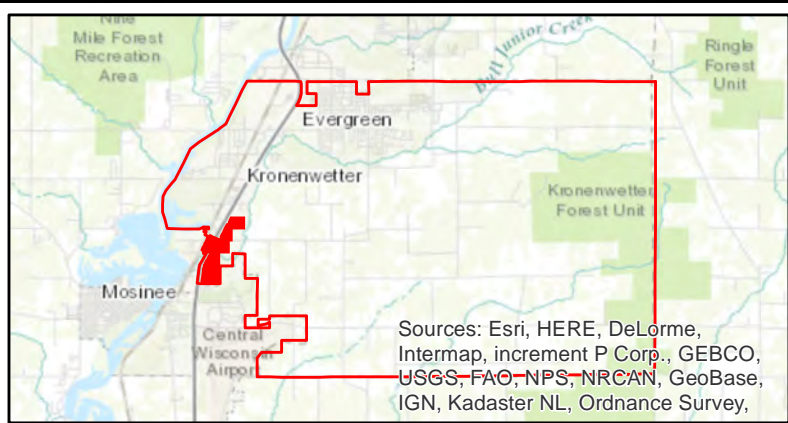 Nine
Mile Forest
Recreation
Area
Bull Junior Creek
Ringle
Forest
Unit
Evergreen
Kronenwetter
Kronenwetter
Forest Unit
Mosinee
Central
Wisconsin
Airport
Sources: Esri, HERE, DeLorme,
Intermap, increment P Corp., GEBCO,
USGS, FAO, NPS, NRCAN, GeoBase,
IGN, Kadaster NL, Ordnance Survey,